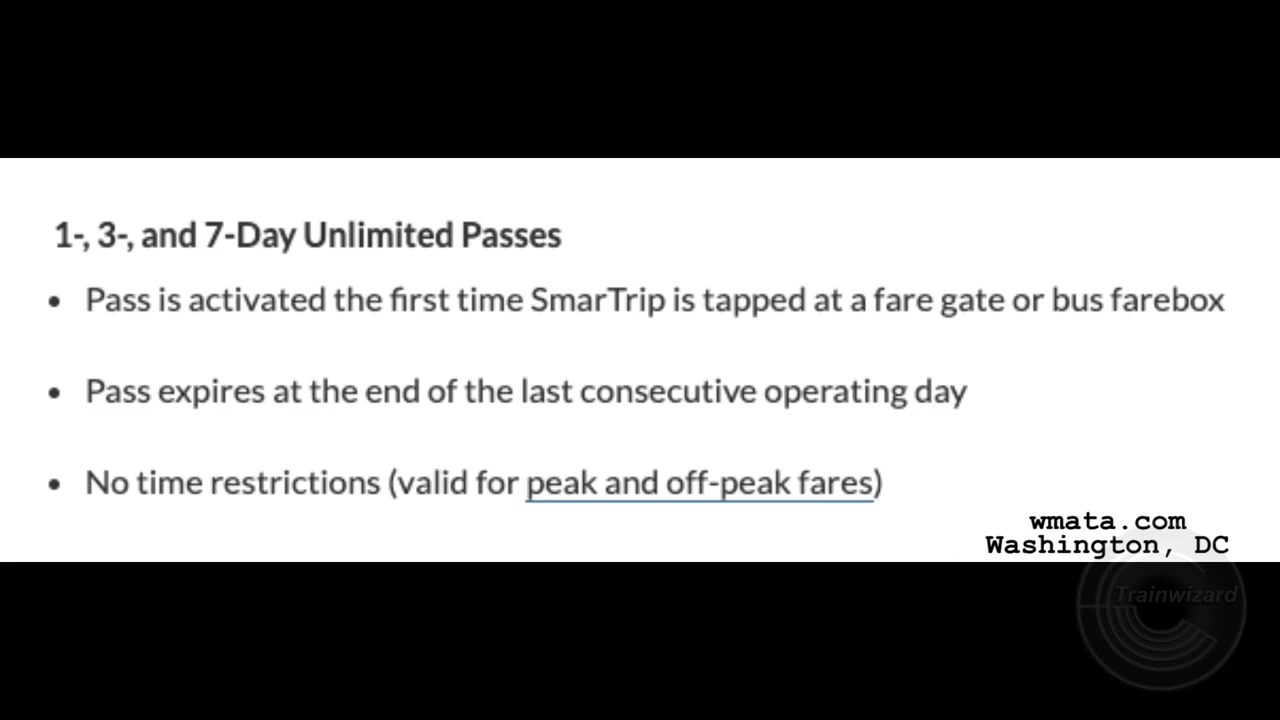 1-, 3-, and 7-Day Unlimited Passes
• Pass is activated the first time SmarTrip is tapped at a fare gate or bus farebox
• Pass expires at the end of the last consecutive operating day
• No time restrictions (valid for peak and off-peak fares)
wmata.com
Washington, DC
Trainwizard